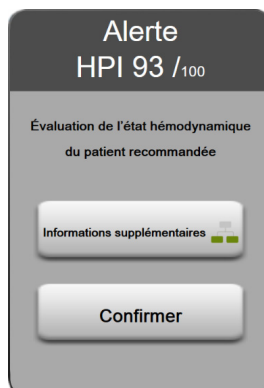 Alerte
HPI 93 /100
Évaluation de l'état hémodynamique
du patient recommandée
Informations supplémentaires
Confirmer